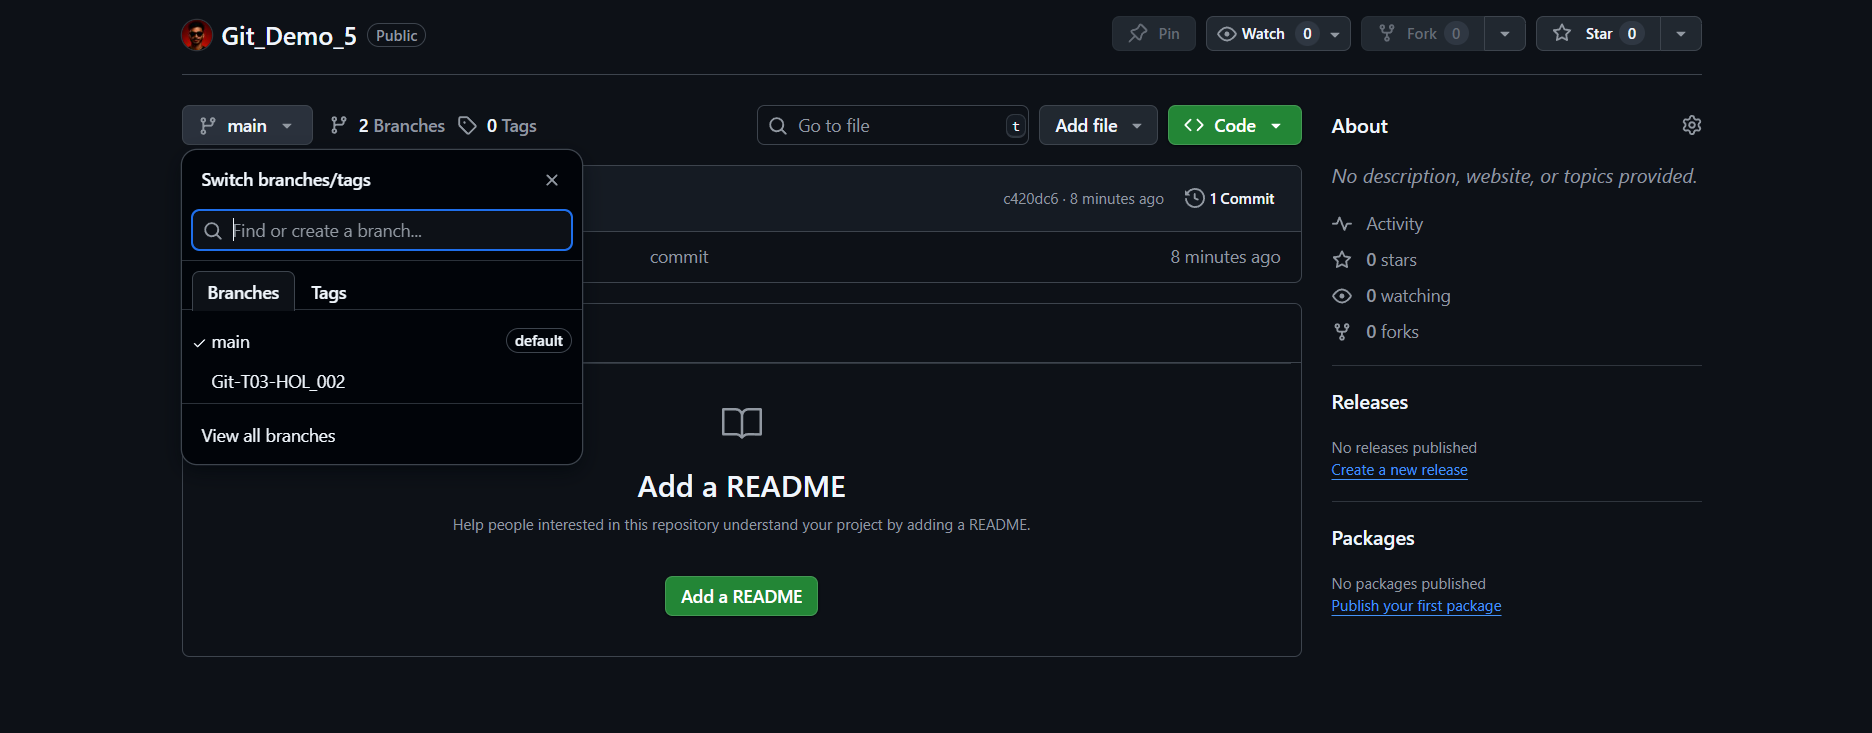 Git_Demo_5 Public Pin Watch 0 Fork 0 Star 0
main 2 Branches 0 Tags Go to file t Add file Code
Switch branches/tags
Find or create a branch...
Branches Tags
main default
Git-T03-HOL_002
View all branches
c420dc6 · 8 minutes ago 1 Commit
commit 8 minutes ago
Add a README
Help people interested in this repository understand your project by adding a README.
Add a README
About
No description, website, or topics provided.
Activity
0 stars
0 watching
0 forks
Releases
No releases published
Create a new release
Packages
No packages published
Publish your first package